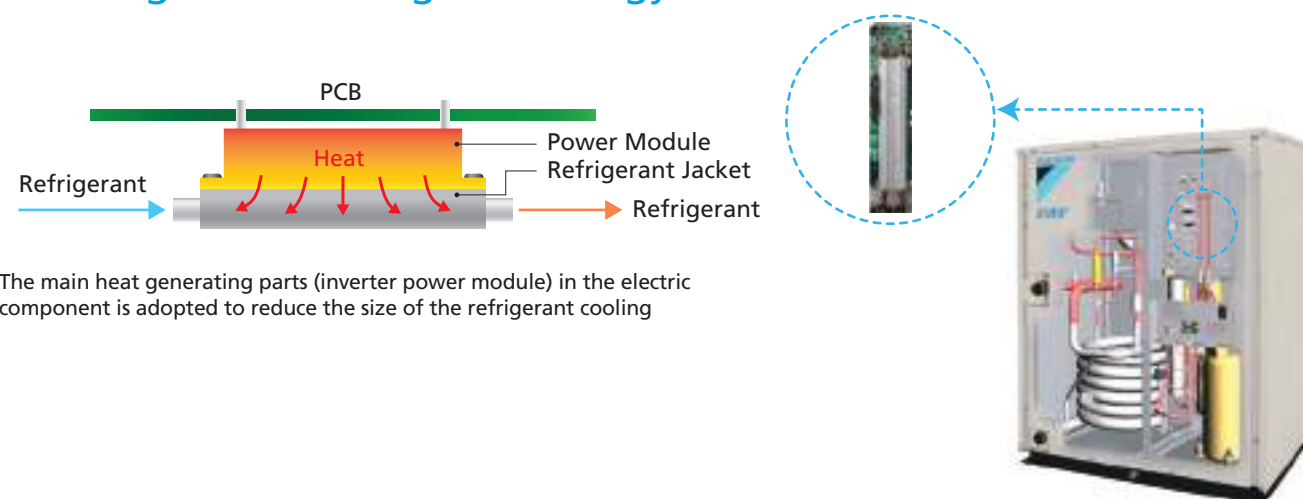 PCB
Power Module
Heat
Refrigerant Jacket
Refrigerant
Refrigerant
The main heat generating parts (inverter power module) in the electric
component is adopted to reduce the size of the refrigerant cooling